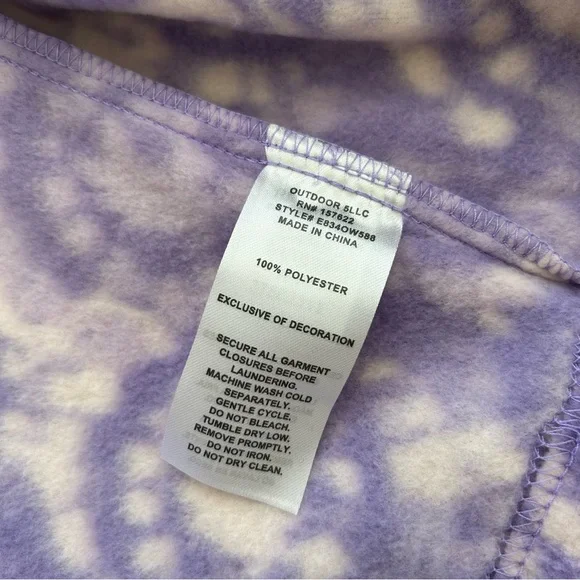 OUTDOOR 5LLC
RN# 157622
STYLE# E834OW588
MADE IN CHINA
100% POLYESTER
EXCLUSIVE OF DECORATION
SECURE ALL GARMENT
CLOSURES BEFORE
LAUNDERING.
MACHINE WASH COLD
SEPARATELY.
GENTLE CYCLE.
DO NOT BLEACH.
TUMBLE DRY LOW.
REMOVE PROMPTLY.
DO NOT IRON.
DO NOT DRY CLEAN.